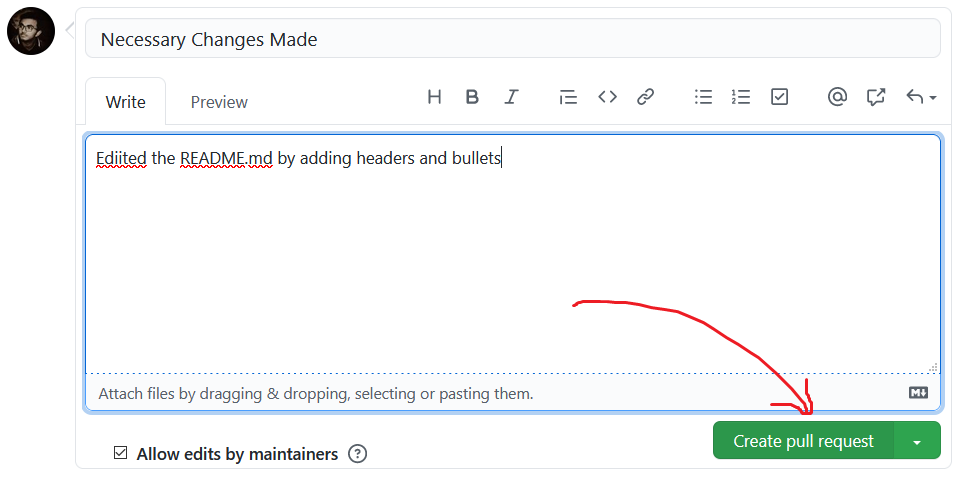 Necessary Changes Made
Write Preview H B I <> @
Ediited the README.md by adding headers and bullets
Attach files by dragging & dropping, selecting or pasting them. M
Allow edits by maintainers ?
Create pull request